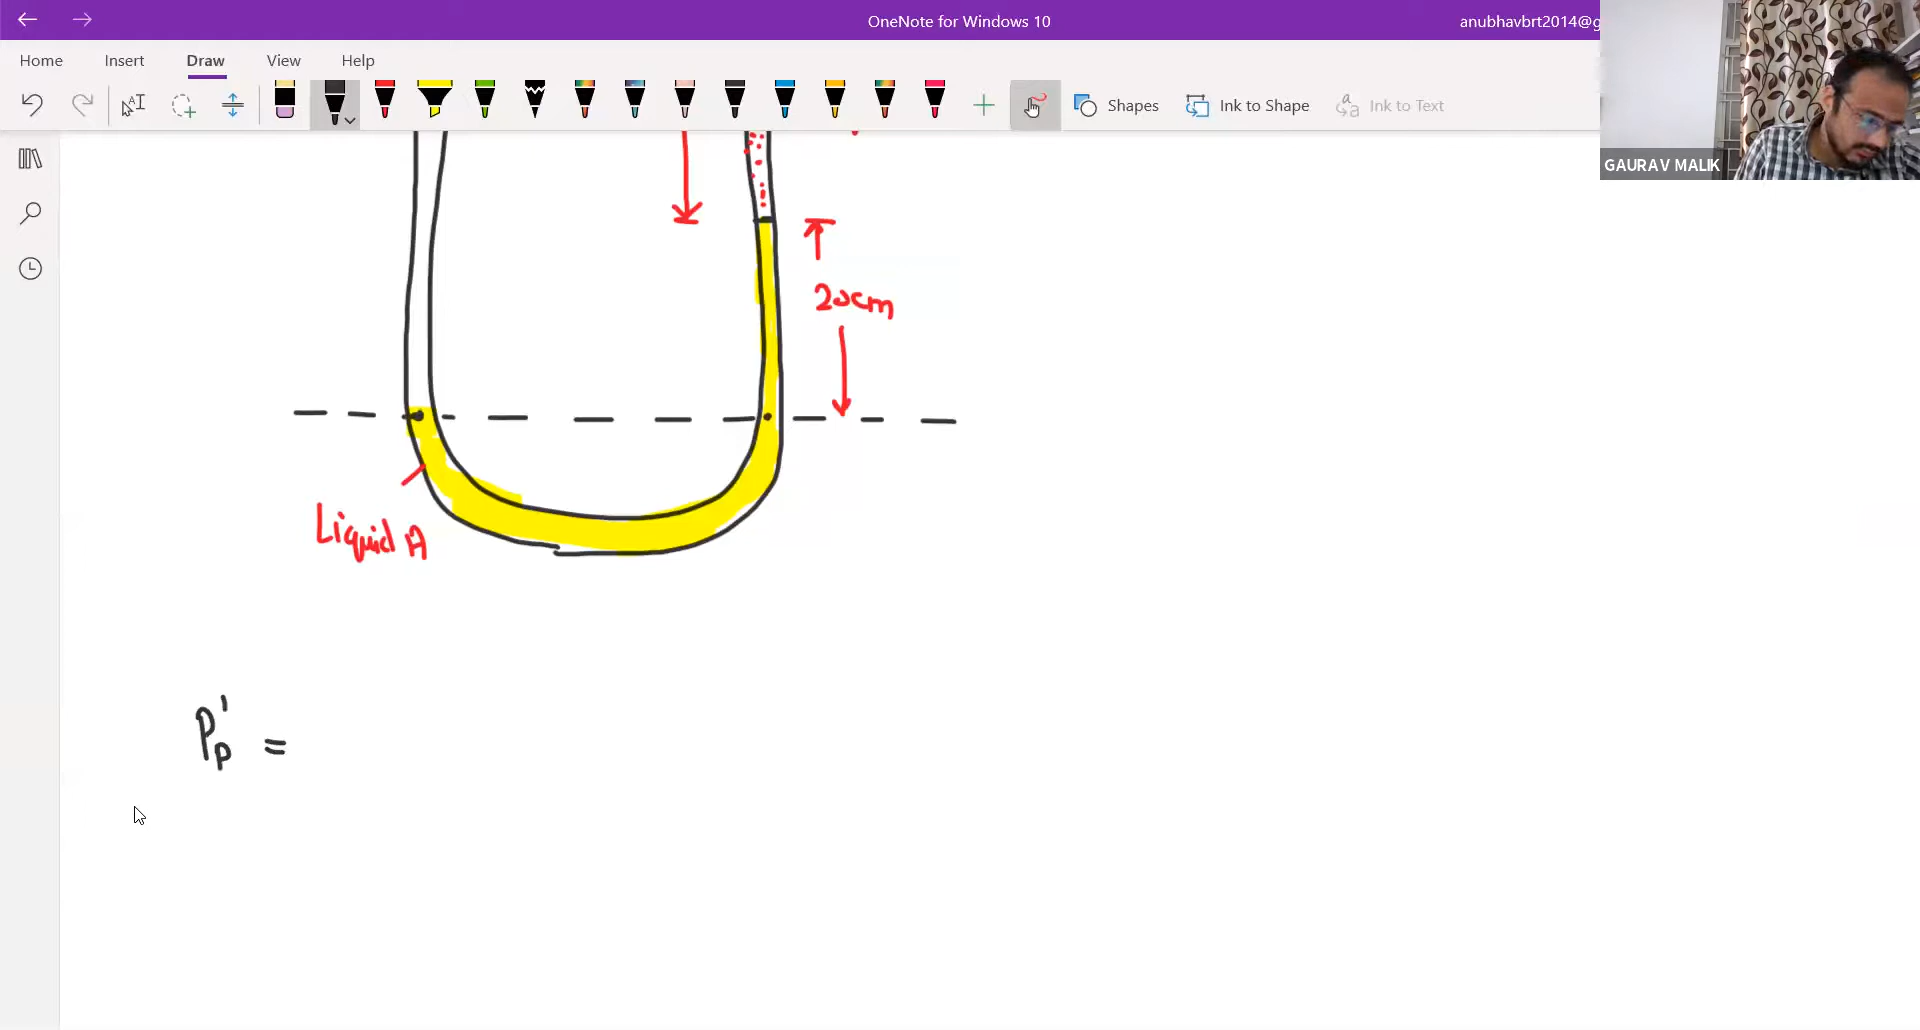 OneNote for Windows 10
anubhavbrt2014@g
Home Insert Draw View Help
Shapes Ink to Shape Ink to Text
GAURAV MALIK
20cm
Liquid A
P'p =